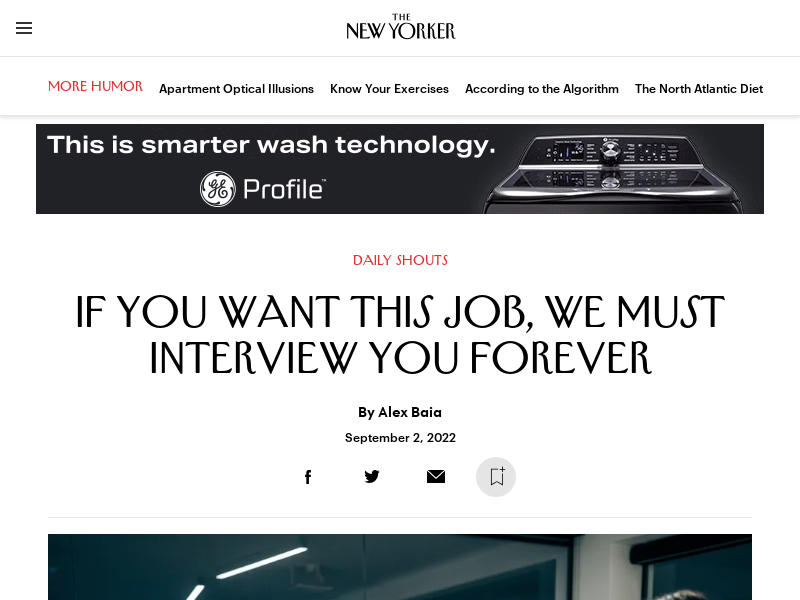 THE
NEW YORKER
MORE HUMOR Apartment Optical Illusions Know Your Exercises According to the Algorithm The North Atlantic Diet
This is smarter wash technology.
GE Profile™
DAILY SHOUTS
IF YOU WANT THIS JOB, WE MUST
INTERVIEW YOU FOREVER
By Alex Baia
September 2, 2022